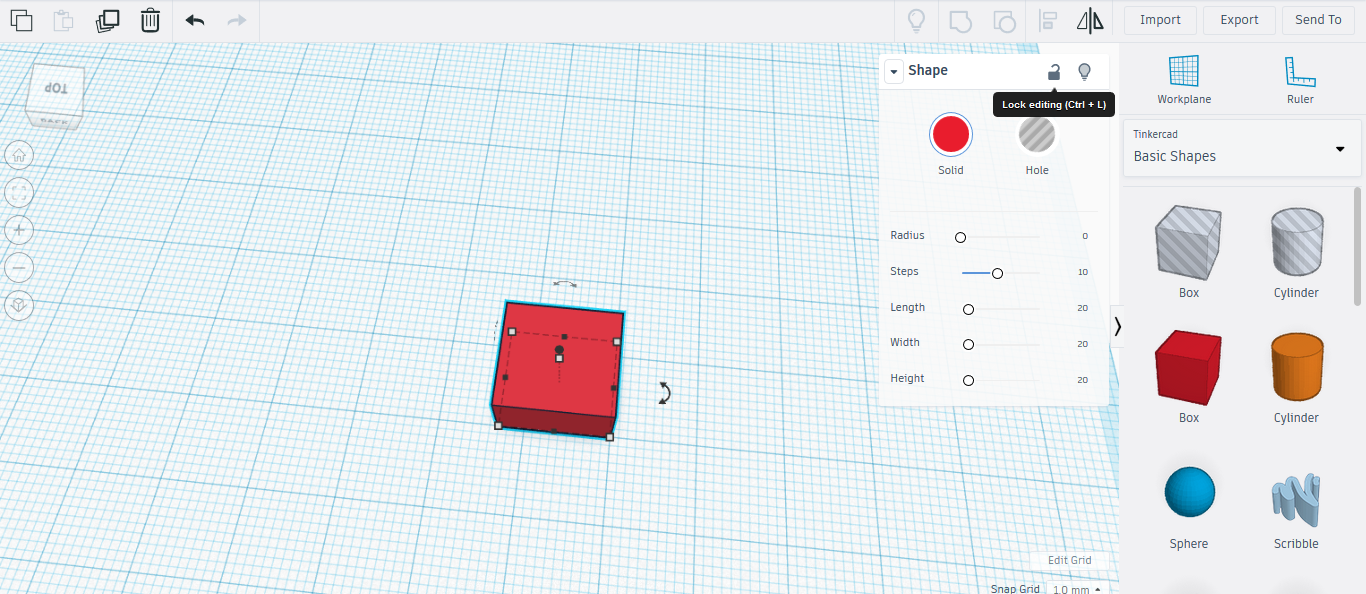 Import
Export
Send To
TOP
BACK
Shape
Lock editing (Ctrl + L)
Solid
Hole
Radius 0
Steps 10
Length 20
Width 20
Height 20
Edit Grid
Snap Grid 1.0 mm
Workplane
Ruler
Tinkercad
Basic Shapes
Box
Cylinder
Box
Cylinder
Sphere
Scribble